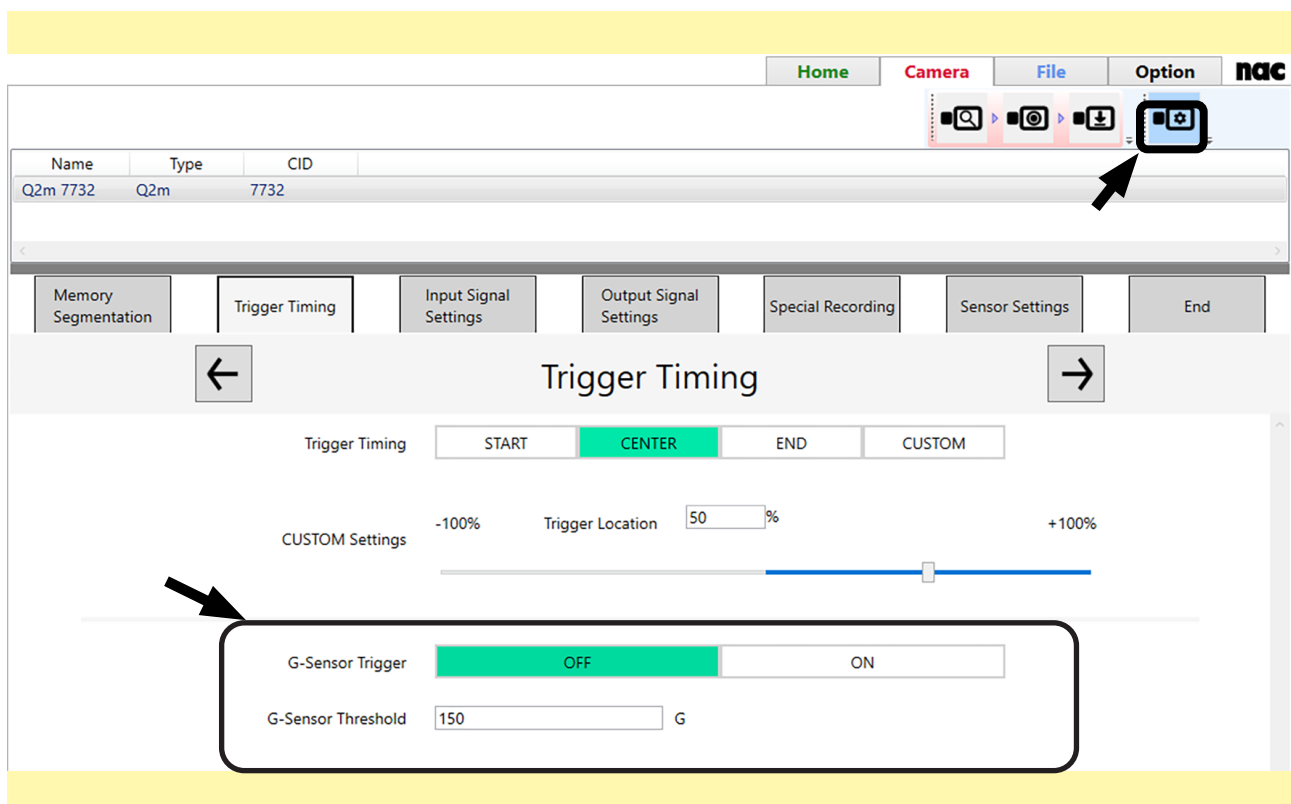 Home Camera File Option nac
Name Type CID
Q2m 7732 Q2m 7732
Memory
Segmentation
Trigger Timing
Input Signal
Settings
Output Signal
Settings
Special Recording
Sensor Settings
End
Trigger Timing
Trigger Timing START CENTER END CUSTOM
CUSTOM Settings
-100% Trigger Location 50 % +100%
G-Sensor Trigger OFF ON
G-Sensor Threshold 150 G